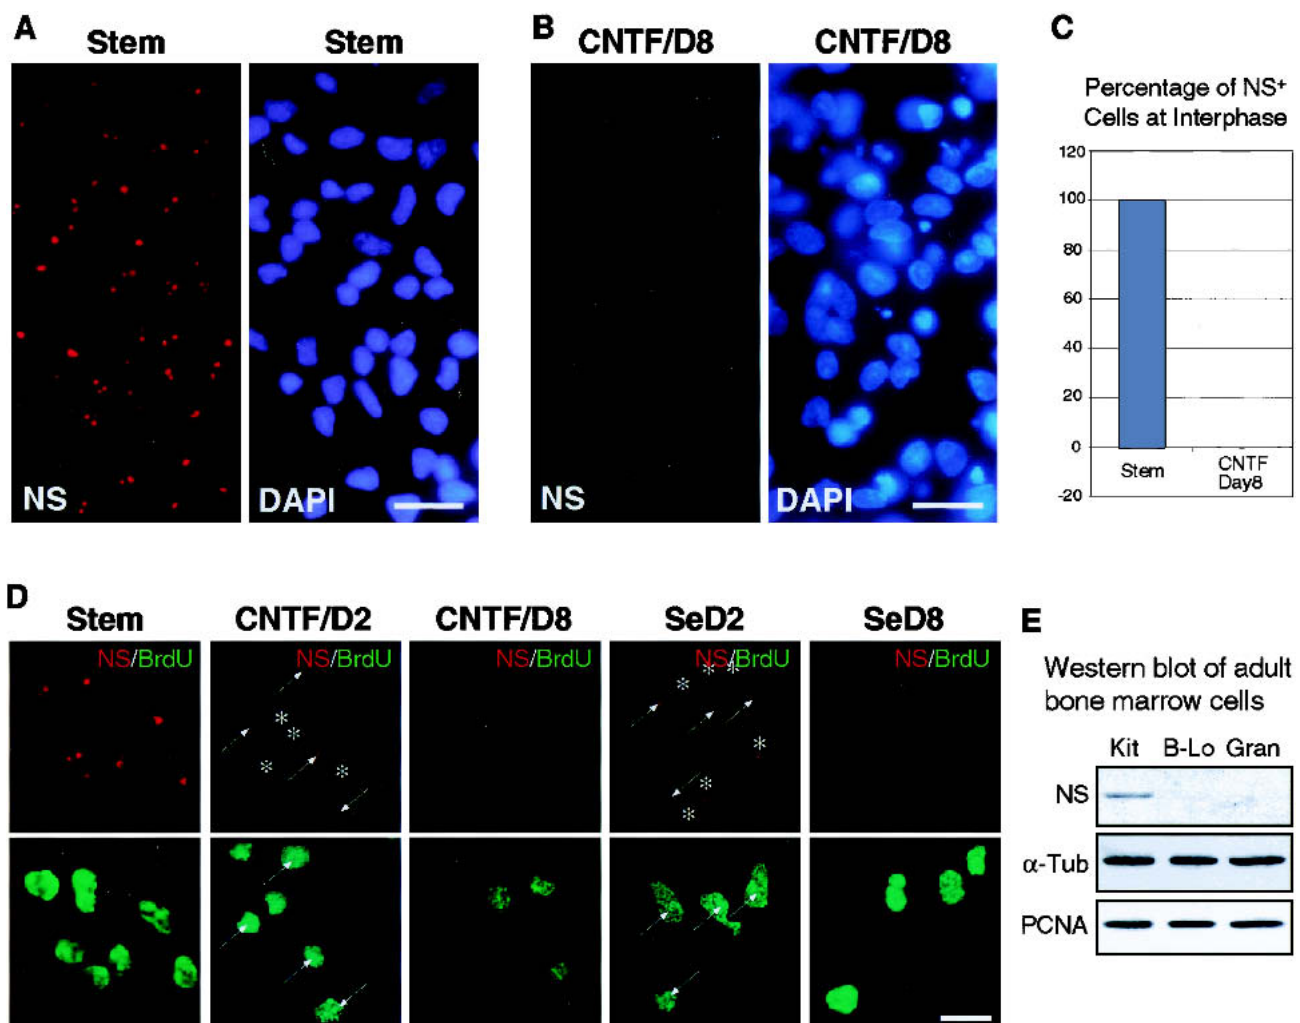 A
Stem
Stem
NS
DAPI
B
CNTF/D8
CNTF/D8
NS
DAPI
C
Percentage of NS+
Cells at Interphase
120
100
80
60
40
20
0
-20
Stem
CNTF
Day8
D
Stem
CNTF/D2
CNTF/D8
SeD2
SeD8
NS/BrdU
NS/BrdU
NS/BrdU
NS/BrdU
NS/BrdU
E
Western blot of adult
bone marrow cells
Kit B-Lo Gran
NS
α-Tub
PCNA